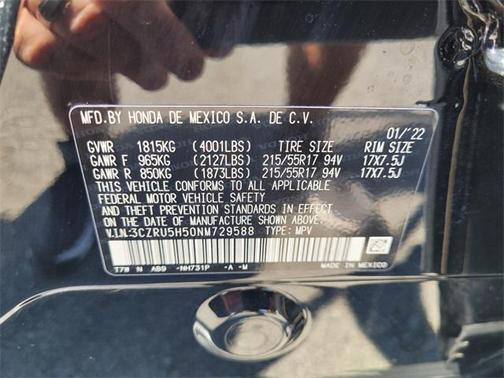 MFD.BY HONDA DE MEXICO S.A. DE C.V.
01/'22
GVWR 1815KG (4001LBS) TIRE SIZE RIM SIZE
GAWR F 965KG (2127LBS) 215/55R17 94V 17X7.5J
GAWR R 850KG (1873LBS) 215/55R17 94V 17X7.5J
THIS VEHICLE CONFORMS TO ALL APPLICABLE
FEDERAL MOTOR VEHICLE SAFETY
AND THEFT PREVENTION STANDARDS IN EFFECT
ON THE DATE OF MANUFACTURE SHOWN ABOVE.
V.I.N:3CZRU5H50NM729588 TYPE: MPV
T7W N AB9 -NH731P -A -M
MADE IN MEXICO